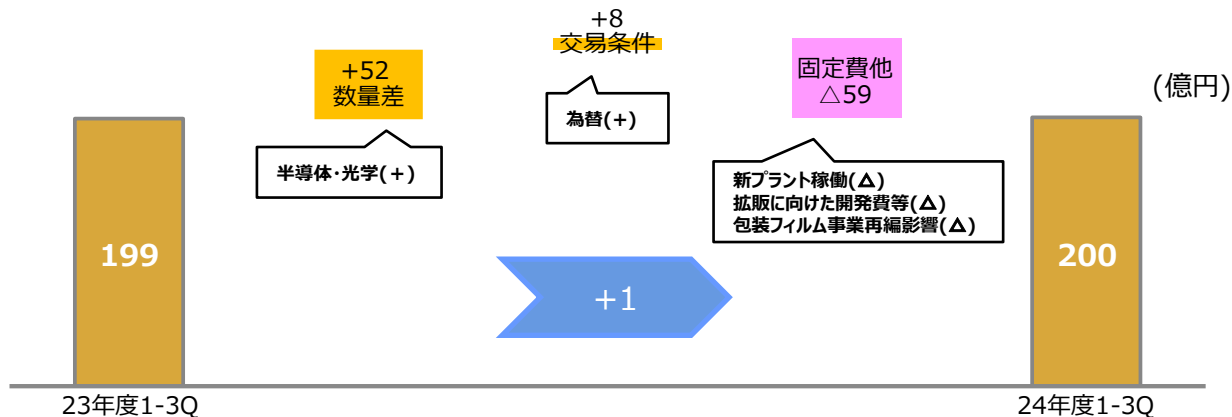 +8
交易条件
+52
数量差
固定費他
△59
(億円)
為替(+)
半導体・光学(+)
新プラント稼働(△)
拡販に向けた開発費等(△)
包装フィルム事業再編影響(△)
199
+1
200
23年度1-3Q
24年度1-3Q